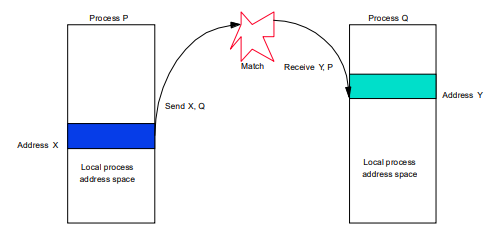 Process P
Process Q
Match
Receive Y, P
Send X, Q
Address Y
Address X
Local process
address space
Local process
address space